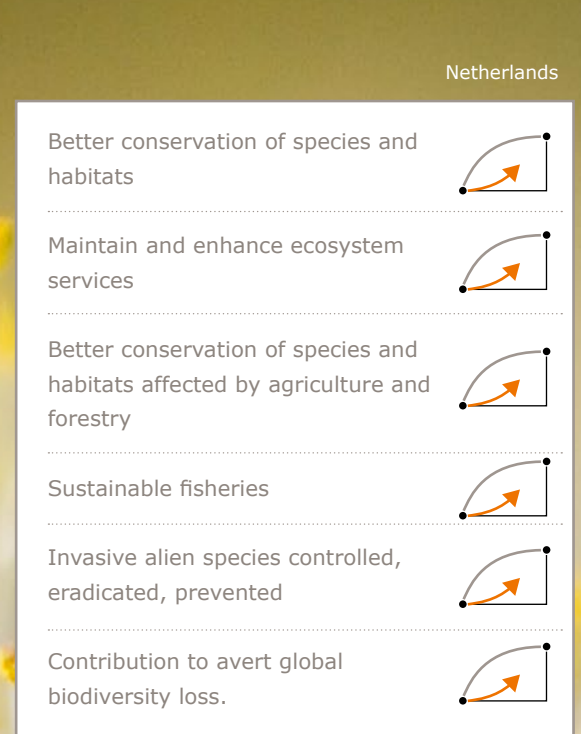 Netherlands
Better conservation of species and
habitats
Maintain and enhance ecosystem
services
Better conservation of species and
habitats affected by agriculture and
forestry
Sustainable fisheries
Invasive alien species controlled,
eradicated, prevented
Contribution to avert global
biodiversity loss.